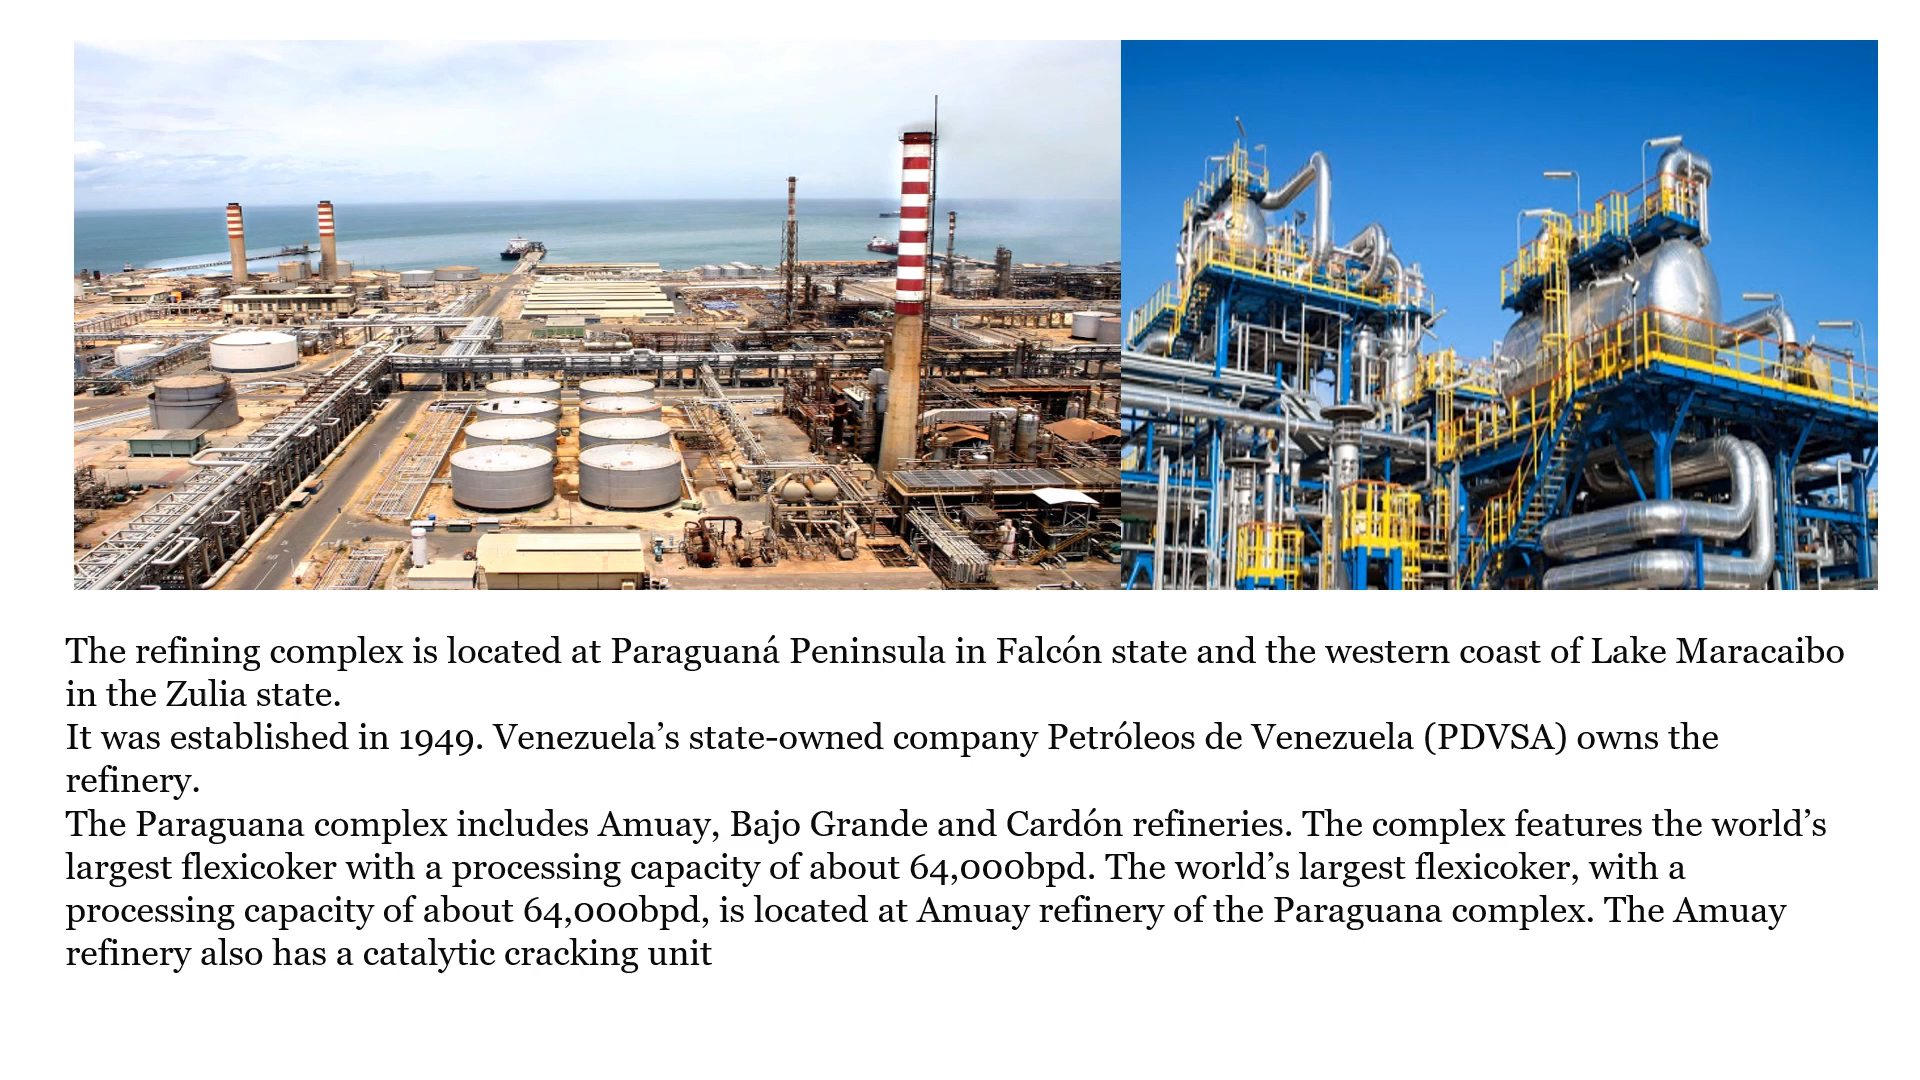 The refining complex is located at Paraguaná Peninsula in Falcón state and the western coast of Lake Maracaibo
in the Zulia state.
It was established in 1949. Venezuela’s state-owned company Petróleos de Venezuela (PDVSA) owns the
refinery.
The Paraguana complex includes Amuay, Bajo Grande and Cardón refineries. The complex features the world’s
largest flexicoker with a processing capacity of about 64,000bpd. The world’s largest flexicoker, with a
processing capacity of about 64,000bpd, is located at Amuay refinery of the Paraguana complex. The Amuay
refinery also has a catalytic cracking unit